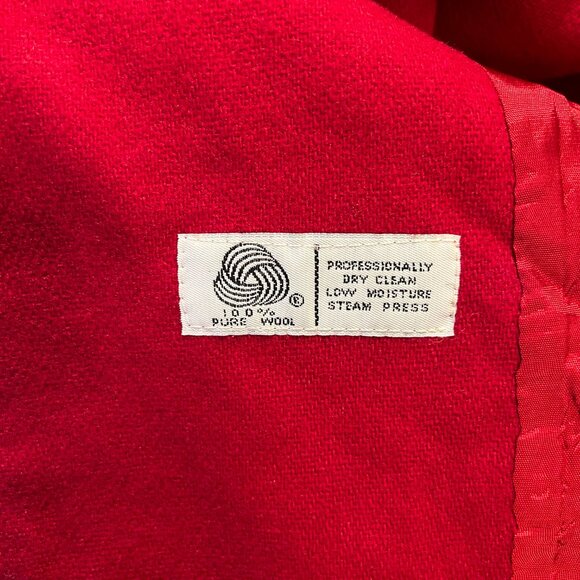 ®
100%
PURE WOOL
PROFESSIONALLY
DRY CLEAN
LOW MOISTURE
STEAM PRESS